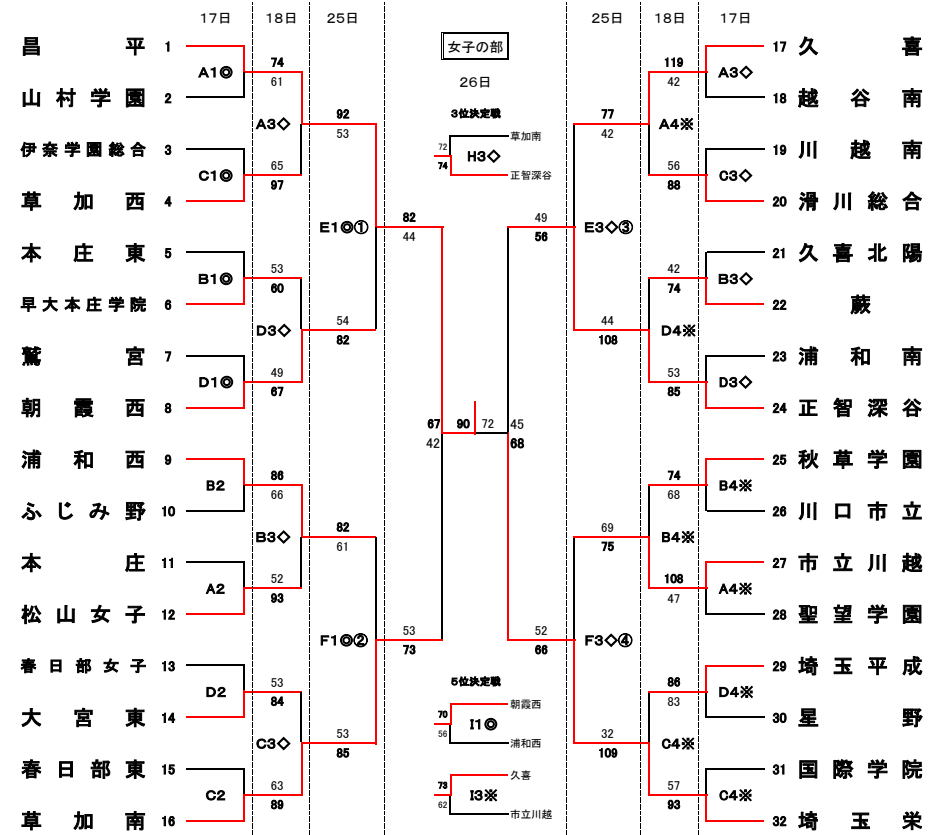 17日 18日 25日 25日 18日 17日
女子の部
26日
3位決定戦
72 草加南
H3◇
74 正智深谷
昌平 1
A1◎
山村学園 2
74
61
伊奈学園総合 3
C1◎
草加西 4
A3◇
65
97
92
53
本庄東 5
B1◎
早大本庄学院 6
53
60
鷲宮 7
D1◎
朝霞西 8
D3◇
49
67
E1◎①
54
82
82
44
浦和西 9
B2
ふじみ野 10
86
66
本庄 11
A2
松山女子 12
B3◇
52
93
82
61
春日部女子 13
D2
大宮東 14
53
84
春日部東 15
C2
草加南 16
C3◇
63
89
F1◎②
53
85
53
73
67 90 72 45
42 68
17 久喜
A3◇
18 越谷南
119
42
19 川越南
C3◇
20 滑川総合
A4※
56
88
77
42
21 久喜北陽
B3◇
22 蕨
42
74
23 浦和南
D3◇
24 正智深谷
D4※
53
85
E3◇③
44
108
49
56
25 秋草学園
B4※
26 川口市立
74
68
27 市立川越
A4※
28 聖望学園
B4※
108
47
69
75
29 埼玉平成
D4※
30 星野
86
83
31 国際学院
C4※
32 埼玉栄
C4※
57
93
F3◇④
32
109
52
66
5位決定戦
70 朝霞西
I1◎
56 浦和西
73 久喜
I3※
62 市立川越